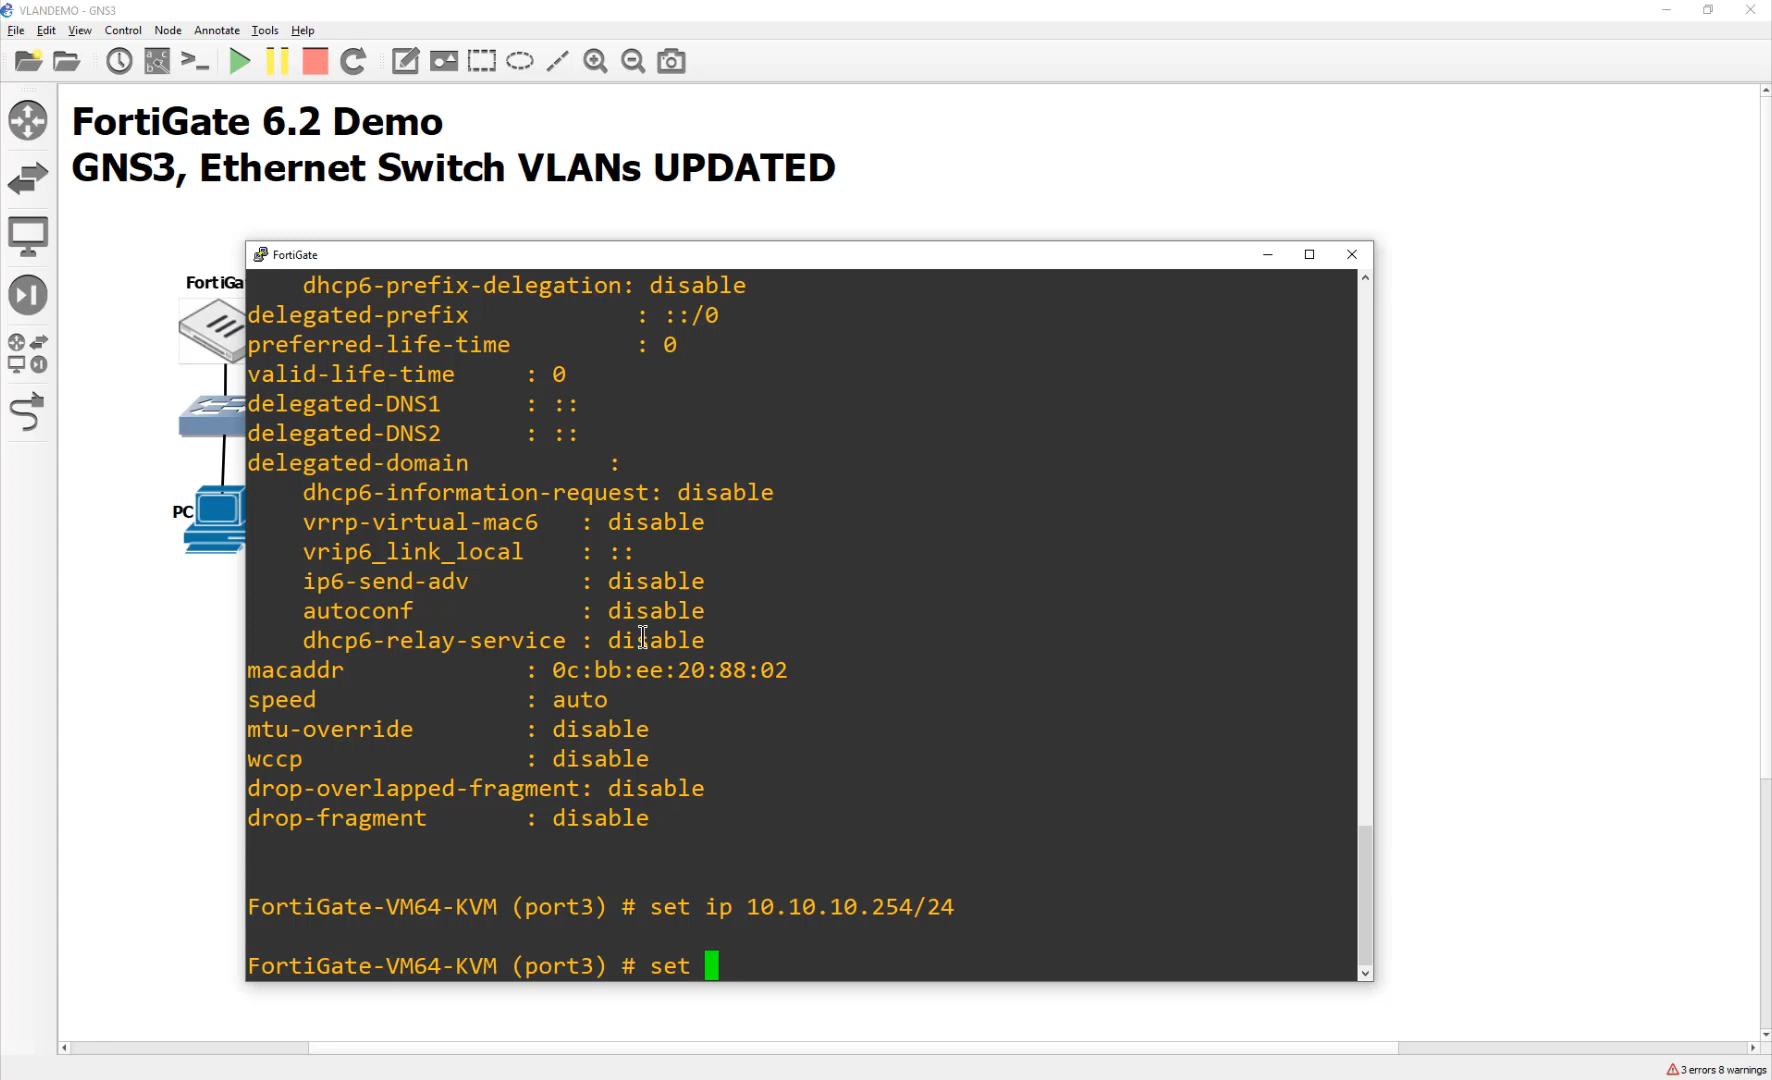 VLANDEMO - GNS3
File Edit View Control Node Annotate Tools Help
FortiGate 6.2 Demo
GNS3, Ethernet Switch VLANs UPDATED
FortiGa
PC
FortiGate
dhcp6-prefix-delegation: disable
delegated-prefix : ::/0
preferred-life-time : 0
valid-life-time : 0
delegated-DNS1 : ::
delegated-DNS2 : ::
delegated-domain :
dhcp6-information-request: disable
vrrp-virtual-mac6 : disable
vrip6_link_local : ::
ip6-send-adv : disable
autoconf : disable
dhcp6-relay-service : disable
macaddr : 0c:bb:ee:20:88:02
speed : auto
mtu-override : disable
wccp : disable
drop-overlapped-fragment: disable
drop-fragment : disable
FortiGate-VM64-KVM (port3) # set ip 10.10.10.254/24
FortiGate-VM64-KVM (port3) # set
3 errors 8 warnings